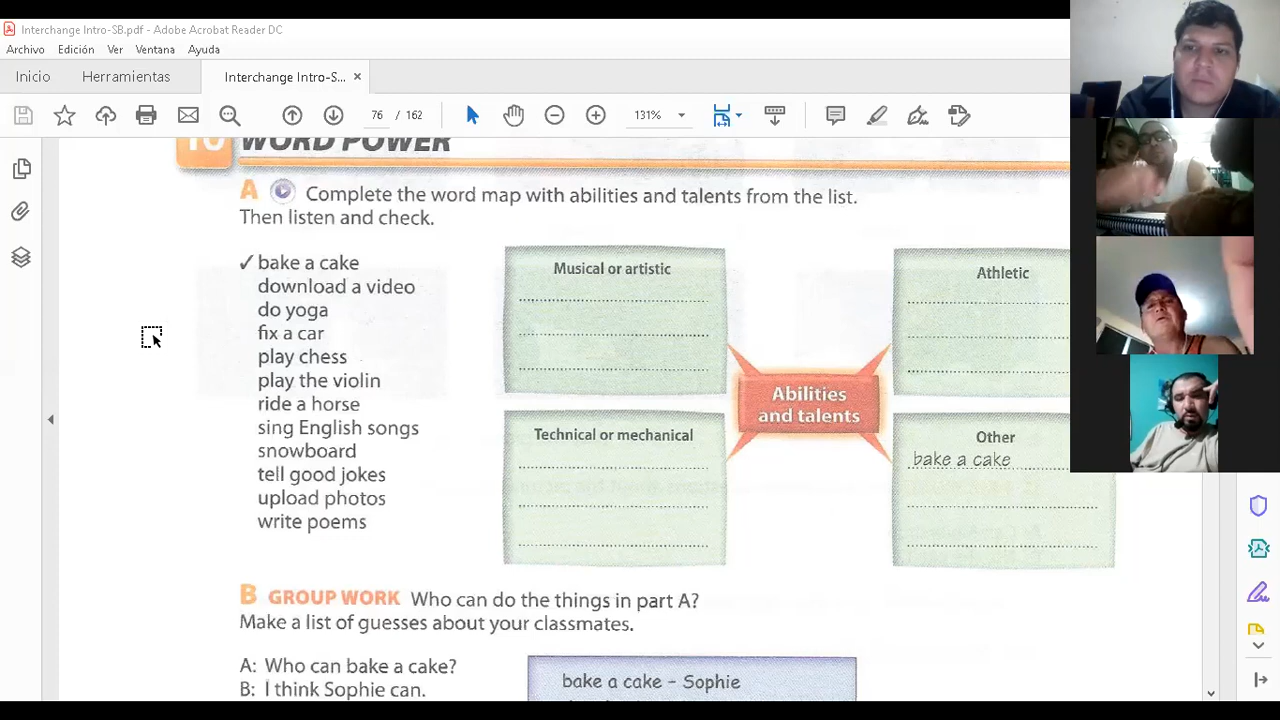 Interchange Intro-SB.pdf - Adobe Acrobat Reader DC
Archivo Edición Ver Ventana Ayuda
Inicio Herramientas Interchange Intro-S... ×
76 / 162 131%
10 WORD POWER
A Complete the word map with abilities and talents from the list.
Then listen and check.
✓ bake a cake
download a video
do yoga
fix a car
play chess
play the violin
ride a horse
sing English songs
snowboard
tell good jokes
upload photos
write poems
Musical or artistic
Athletic
Abilities
and talents
Technical or mechanical
Other
bake a cake
B GROUP WORK Who can do the things in part A?
Make a list of guesses about your classmates.
A: Who can bake a cake?
B: I think Sophie can.
bake a cake – Sophie